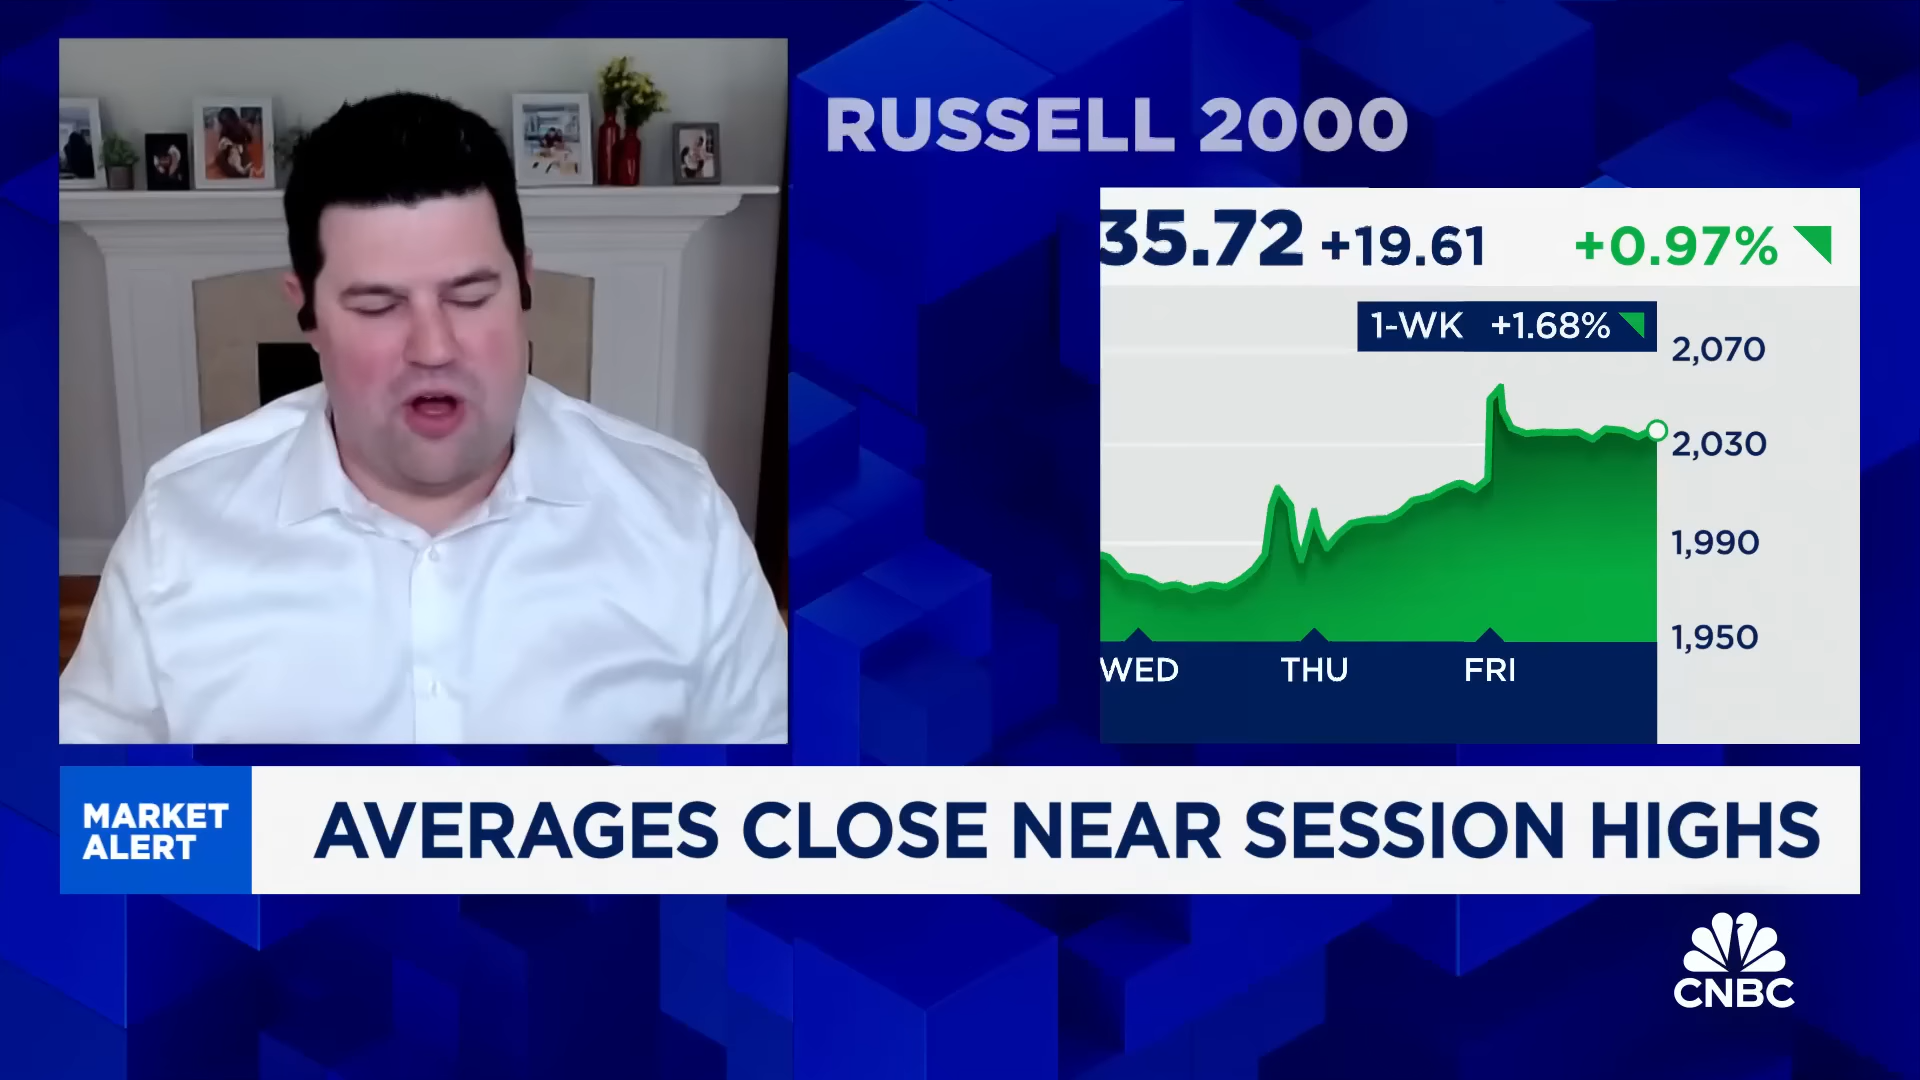 RUSSELL 2000
35.72 +19.61 +0.97%
1-WK +1.68%
2,070
2,030
1,990
1,950
WED THU FRI
MARKET
ALERT
AVERAGES CLOSE NEAR SESSION HIGHS
CNBC